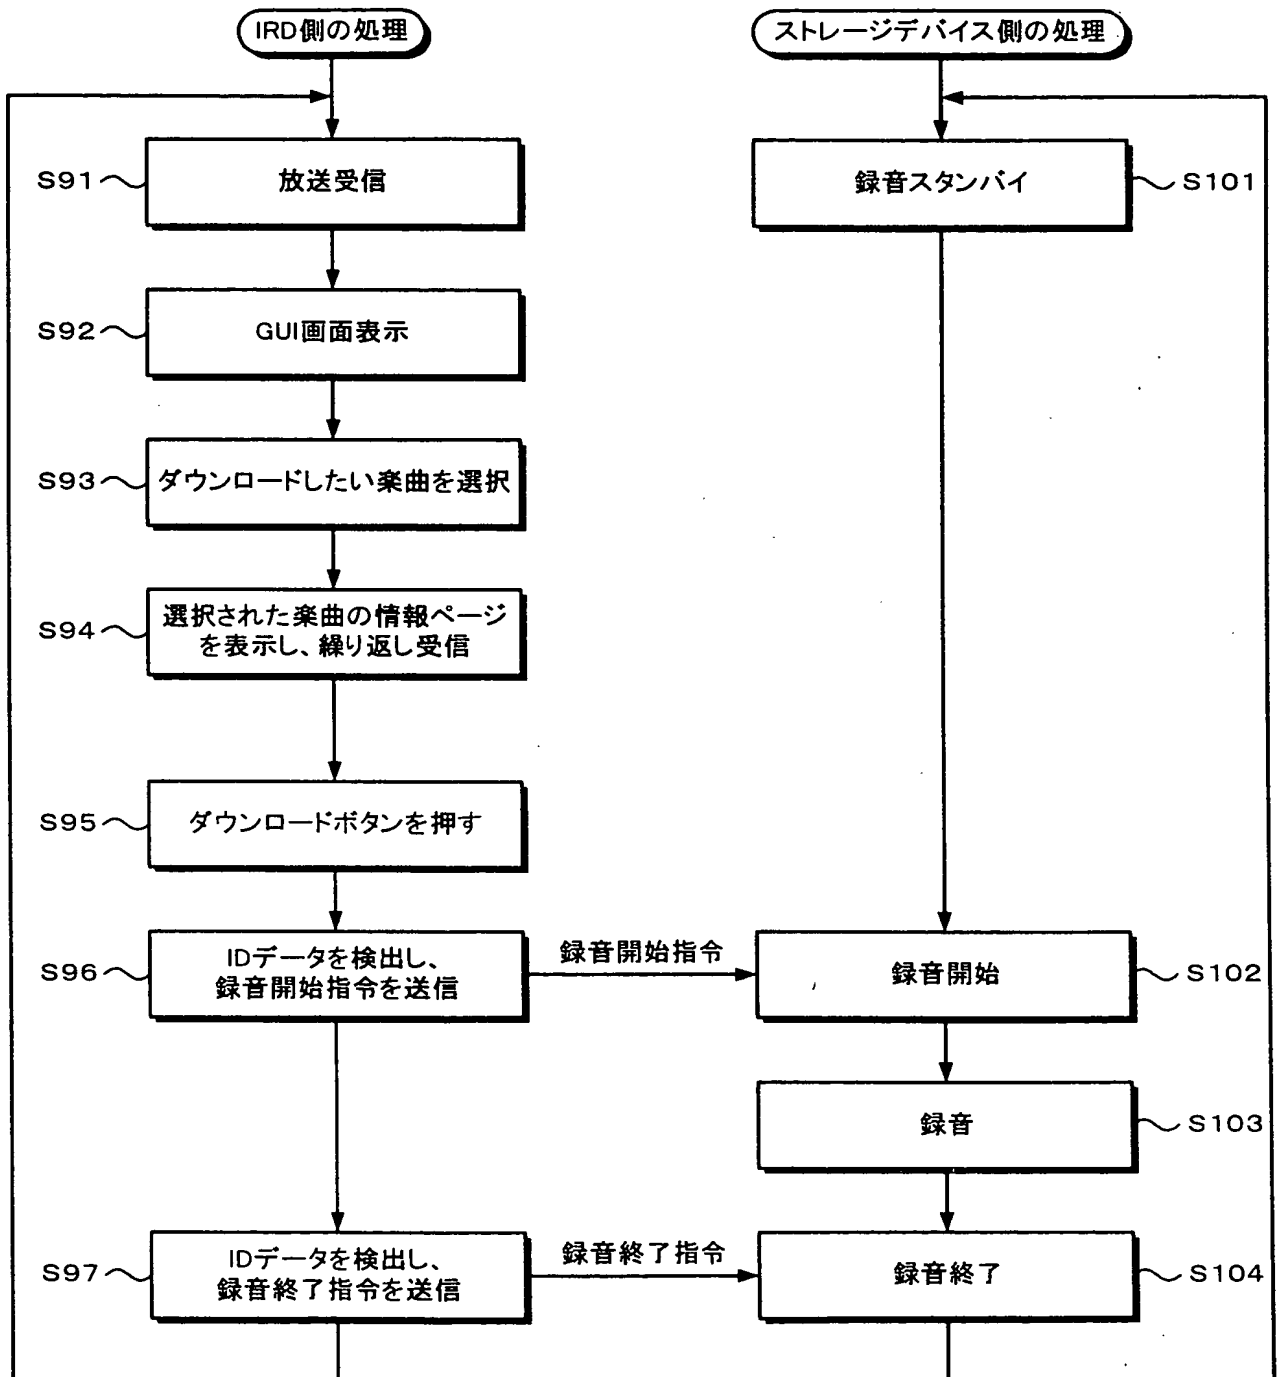 IRD側の処理
ストレージデバイス側の処理
S91
放送受信
録音スタンバイ
S101
S92
GUI画面表示
S93
ダウンロードしたい楽曲を選択
S94
選択された楽曲の情報ページ
を表示し、繰り返し受信
S95
ダウンロードボタンを押す
S96
IDデータを検出し、
録音開始指令を送信
録音開始指令
録音開始
S102
録音
S103
S97
IDデータを検出し、
録音終了指令を送信
録音終了指令
録音終了
S104